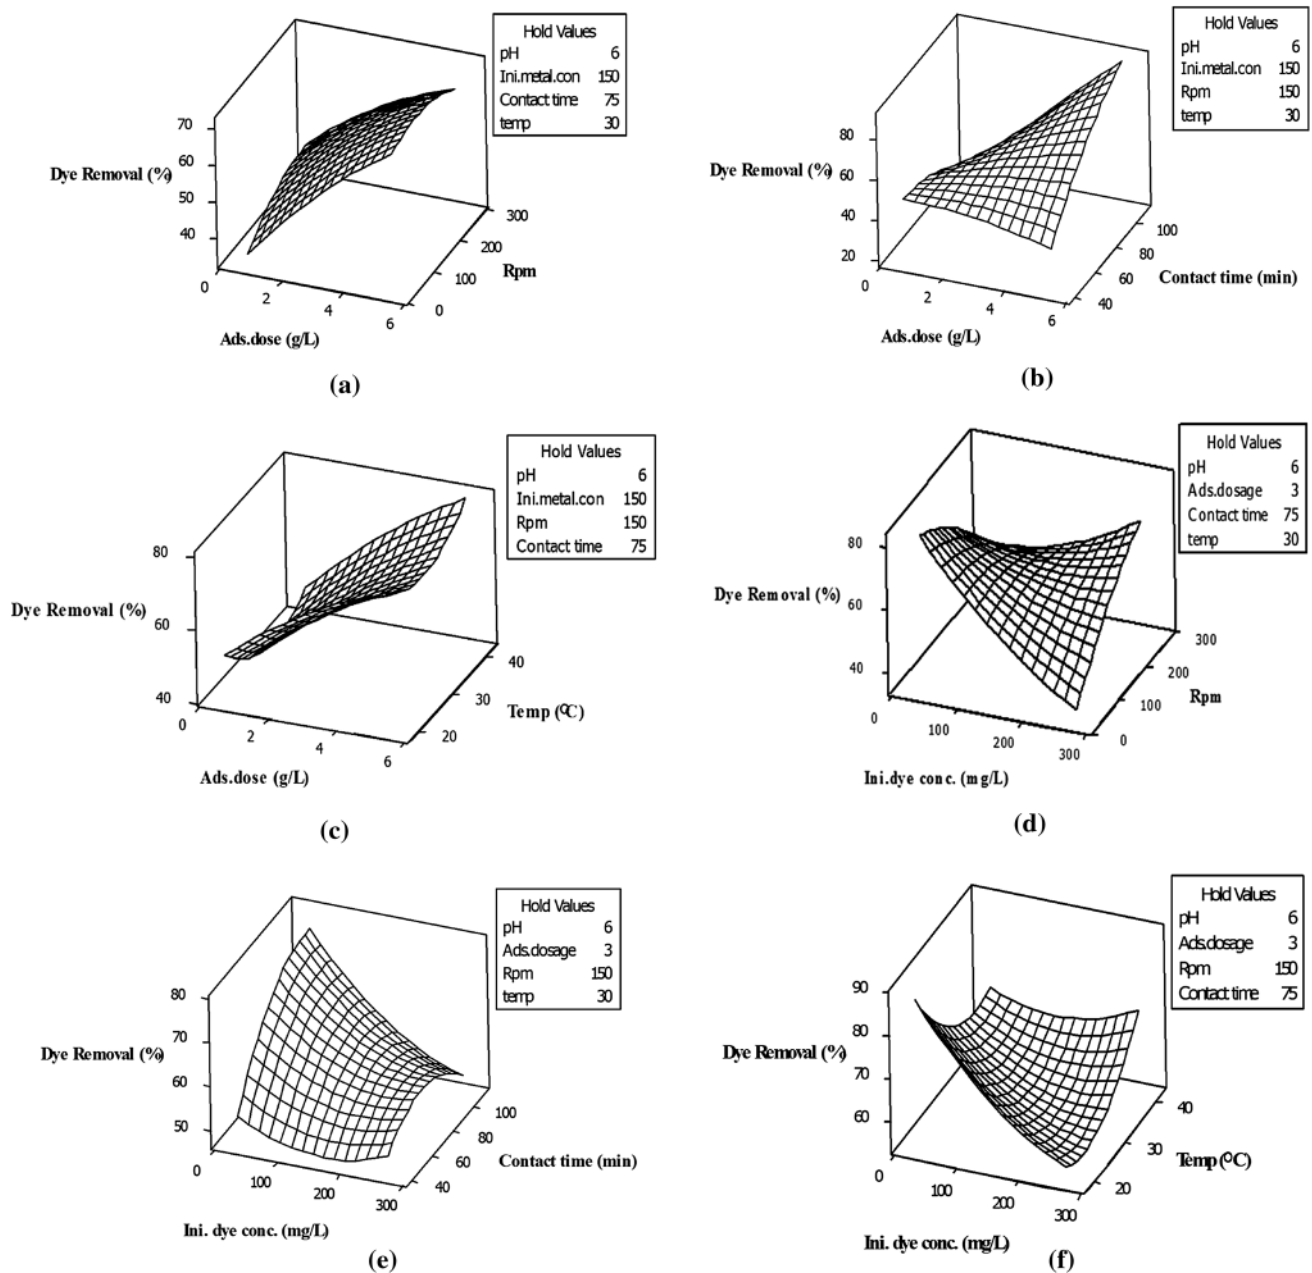 Hold Values
pH 6
Ini.metal.con 150
Contact time 75
temp 30
70
60
Dye Removal (%)
50
40
0
2
4
6
0
100
200
300
Rpm
Ads.dose (g/L)
(a)
Hold Values
pH 6
Ini.metal.con 150
Rpm 150
temp 30
80
Dye Removal (%)
60
40
20
0
2
4
6
40
60
80
100
Contact time (min)
Ads.dose (g/L)
(b)
Hold Values
pH 6
Ini.metal.con 150
Rpm 150
Contact time 75
80
Dye Removal (%)
60
40
0
2
4
6
20
30
40
Temp (°C)
Ads.dose (g/L)
(c)
Hold Values
pH 6
Ads.dosage 3
Contact time 75
temp 30
80
Dye Removal (%)
60
40
0
100
200
300
0
100
200
300
Rpm
Ini.dye conc. (mg/L)
(d)
Hold Values
pH 6
Ads.dosage 3
Rpm 150
temp 30
80
70
Dye Removal (%)
60
50
0
100
200
300
40
60
80
100
Contact time (min)
Ini. dye conc. (mg/L)
(e)
Hold Values
pH 6
Ads.dosage 3
Rpm 150
Contact time 75
90
80
Dye Removal (%)
70
60
0
100
200
300
20
30
40
Temp (°C)
Ini. dye conc. (mg/L)
(f)